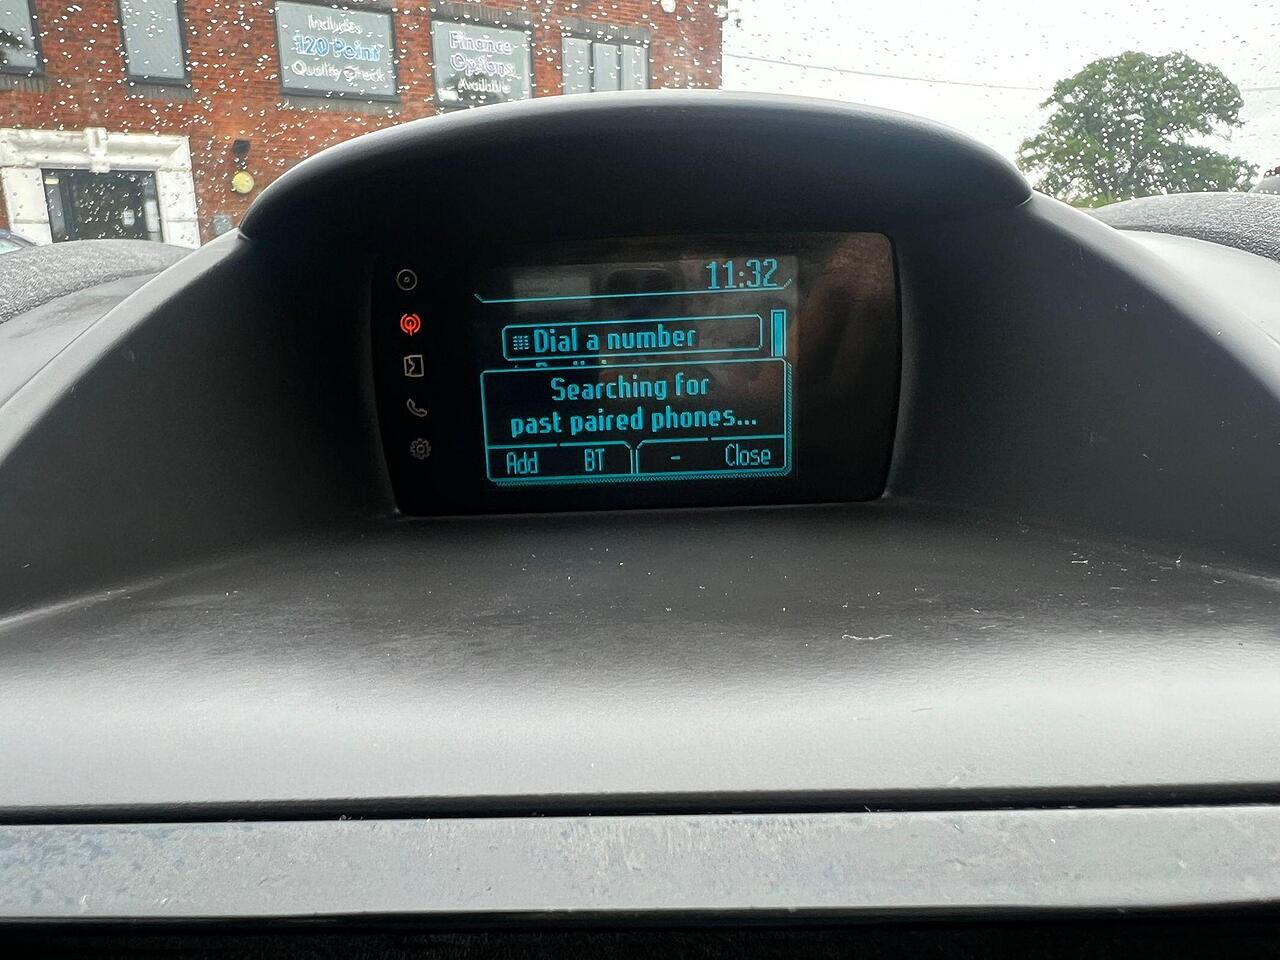 Includes
120 Point
Quality Check
Finance
Options
Available
11:32
Dial a number
Searching for
past paired phones...
Add BT - Close